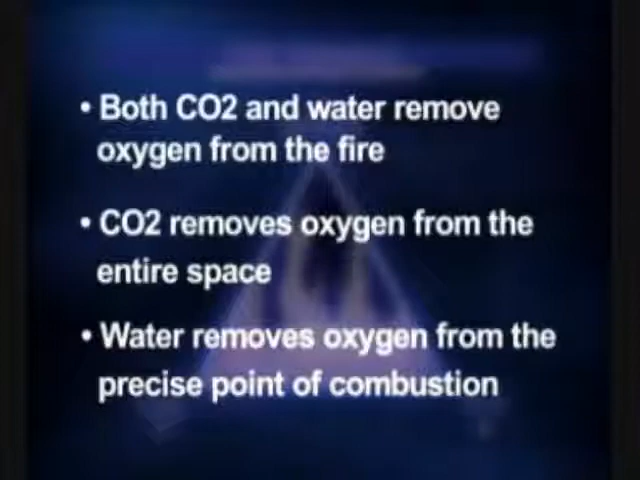 • Both CO2 and water remove
oxygen from the fire
• CO2 removes oxygen from the
entire space
• Water removes oxygen from the
precise point of combustion